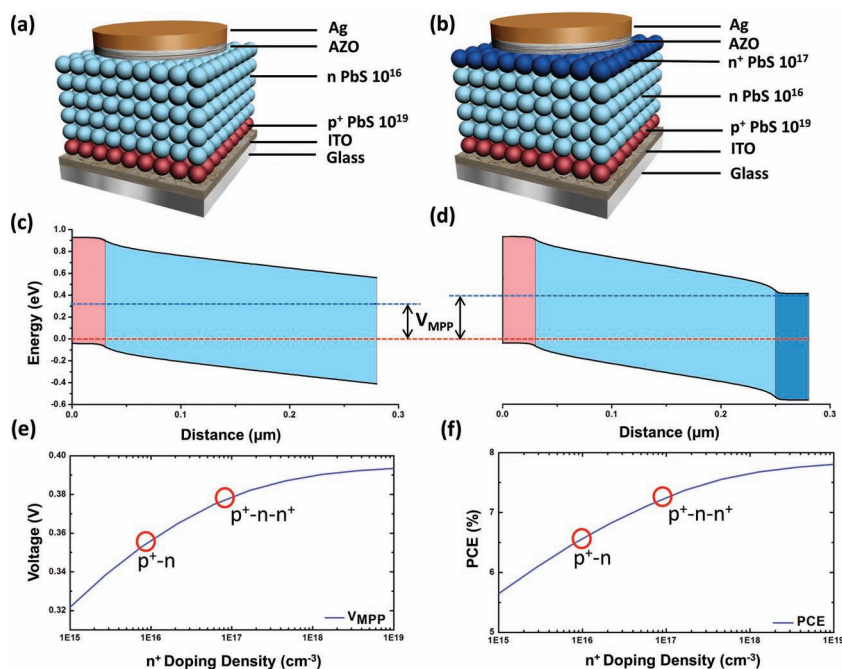 (a)
Ag
AZO
n PbS 10¹⁶
p⁺ PbS 10¹⁹
ITO
Glass
(b)
Ag
AZO
n⁺ PbS 10¹⁷
n PbS 10¹⁶
p⁺ PbS 10¹⁹
ITO
Glass
(c)
Energy (eV)
1.0
0.8
0.6
0.4
0.2
0.0
-0.2
-0.4
-0.6
0.0 0.1 0.2 0.3
Distance (μm)
V_MPP
(d)
0.0 0.1 0.2 0.3
Distance (μm)
(e)
Voltage (V)
0.40
0.38
0.36
0.34
0.32
p⁺-n-n⁺
p⁺-n
V_MPP
1E15 1E16 1E17 1E18 1E19
n⁺ Doping Density (cm⁻³)
(f)
PCE (%)
8
7
6
5
p⁺-n-n⁺
p⁺-n
PCE
1E15 1E16 1E17 1E18 1E19
n⁺ Doping Density (cm⁻³)